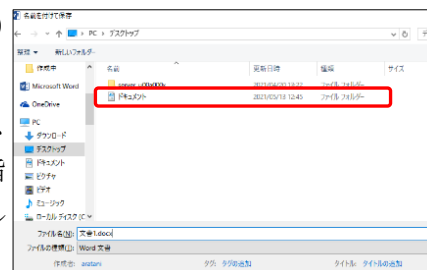 名前を付けて保存
PC › デスクトップ
整理 ▼ 新しいフォルダー
名前 更新日時 種類 サイズ
作成中
2021/04/20 13:22 ファイル フォルダー
Microsoft Word
ドキュメント 2021/05/13 12:45 ファイル フォルダー
OneDrive
PC
ダウンロード
デスクトップ
ドキュメント
ピクチャ
ビデオ
ミュージック
ローカル ディスク (C
ファイル名(N): 文書1.docx
ファイルの種類(T): Word 文書
作成者: aratani タグ: タグの追加 タイトル: タイトルの追加